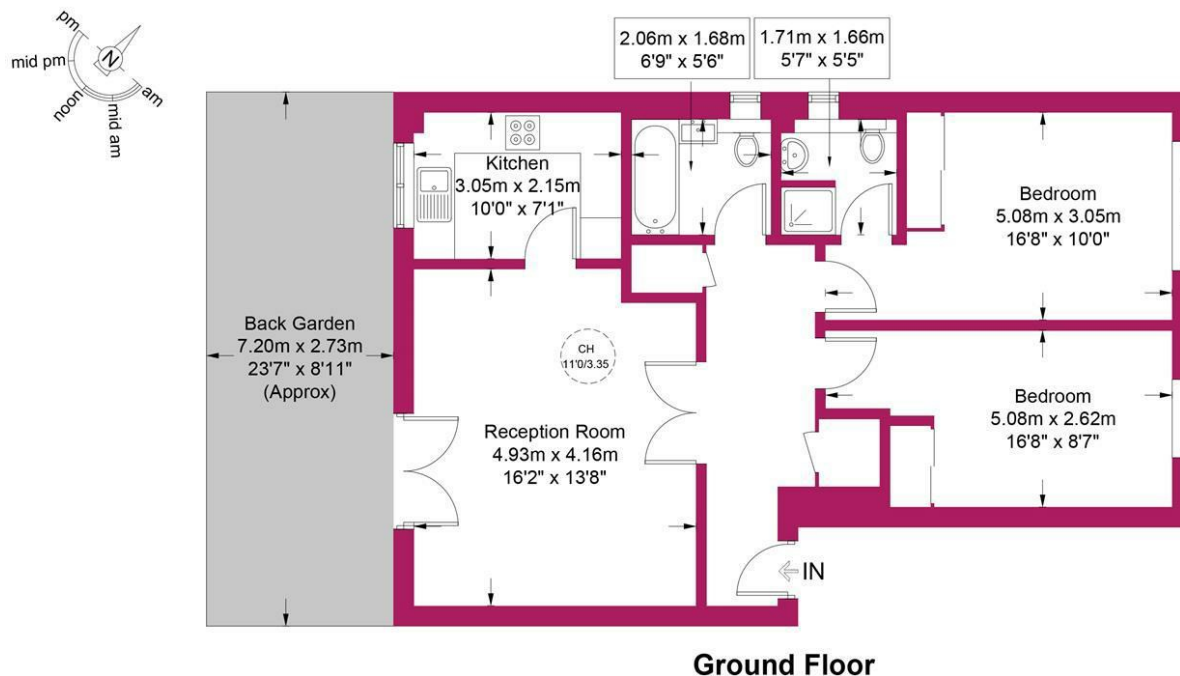 pm
mid pm
noon
mid am
am
N
2.06m x 1.68m
6'9" x 5'6"
1.71m x 1.66m
5'7" x 5'5"
Kitchen
3.05m x 2.15m
10'0" x 7'1"
Bedroom
5.08m x 3.05m
16'8" x 10'0"
Back Garden
7.20m x 2.73m
23'7" x 8'11"
(Approx)
CH
11'0/3.35
Reception Room
4.93m x 4.16m
16'2" x 13'8"
Bedroom
5.08m x 2.62m
16'8" x 8'7"
IN
Ground Floor